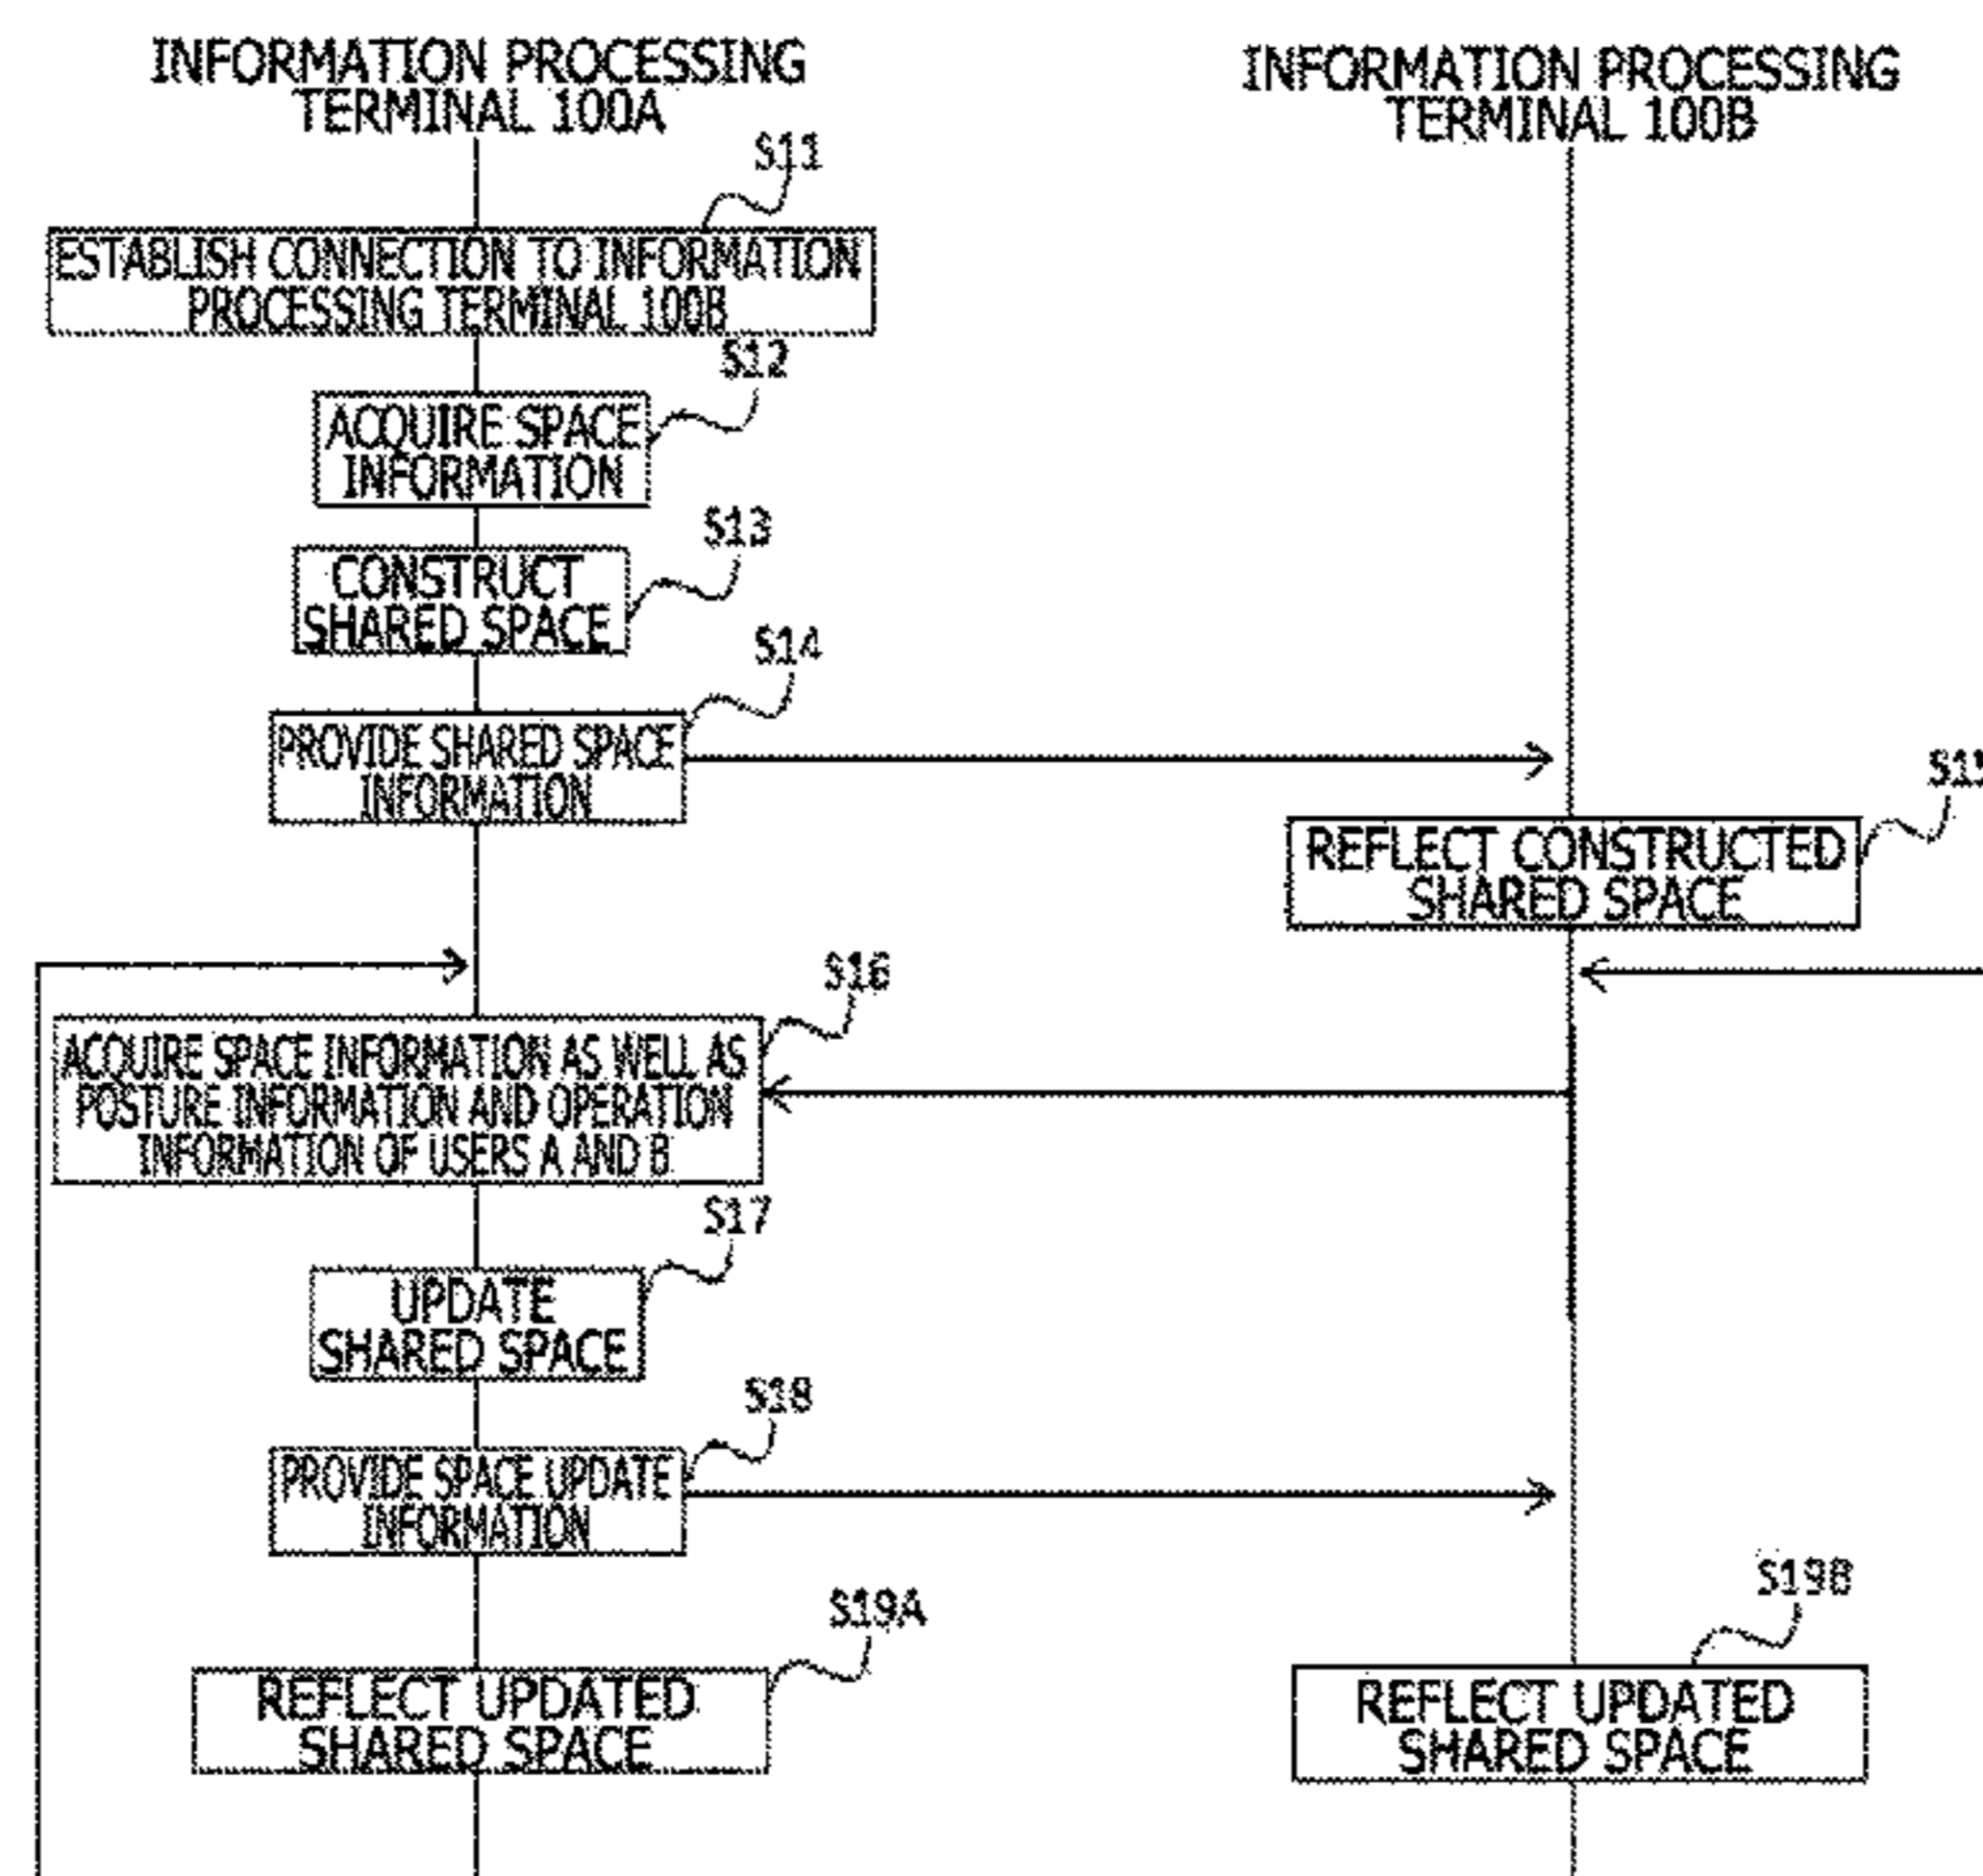 INFORMATION PROCESSING
TERMINAL 100A
INFORMATION PROCESSING
TERMINAL 100B
S11
ESTABLISH CONNECTION TO INFORMATION
PROCESSING TERMINAL 100B
S12
ACQUIRE SPACE
INFORMATION
S13
CONSTRUCT
SHARED SPACE
S14
PROVIDE SHARED SPACE
INFORMATION
S15
REFLECT CONSTRUCTED
SHARED SPACE
S16
ACQUIRE SPACE INFORMATION AS WELL AS
POSTURE INFORMATION AND OPERATION
INFORMATION OF USERS A AND B
S17
UPDATE
SHARED SPACE
S18
PROVIDE SPACE UPDATE
INFORMATION
S19A
REFLECT UPDATED
SHARED SPACE
S19B
REFLECT UPDATED
SHARED SPACE